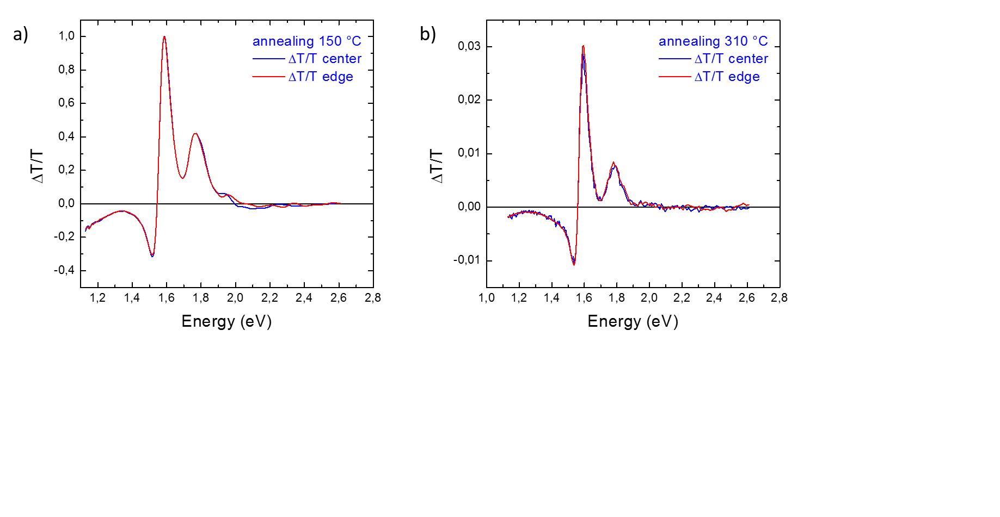 a)
annealing 150 °C
ΔT/T center
ΔT/T edge
1,0
0,8
0,6
0,4
0,2
0,0
-0,2
-0,4
ΔT/T
1,2 1,4 1,6 1,8 2,0 2,2 2,4 2,6 2,8
Energy (eV)
b)
annealing 310 °C
ΔT/T center
ΔT/T edge
0,03
0,02
0,01
0,00
-0,01
ΔT/T
1,0 1,2 1,4 1,6 1,8 2,0 2,2 2,4 2,6 2,8
Energy (eV)